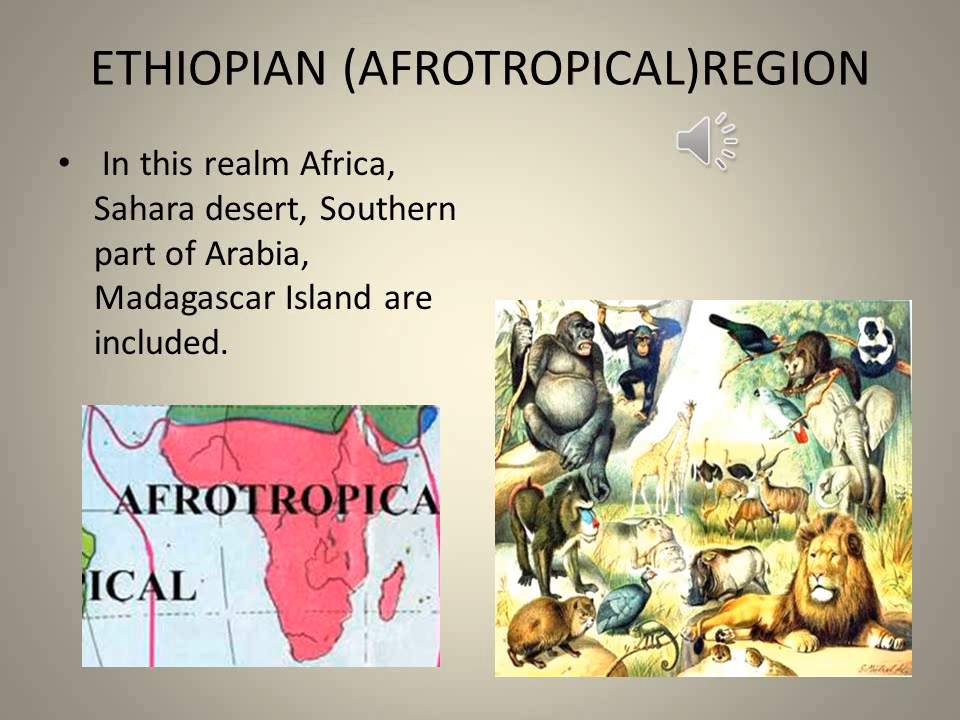 ETHIOPIAN (AFROTROPICAL)REGION
• In this realm Africa,
Sahara desert, Southern
part of Arabia,
Madagascar Island are
included.
AFROTROPICA
ICAL